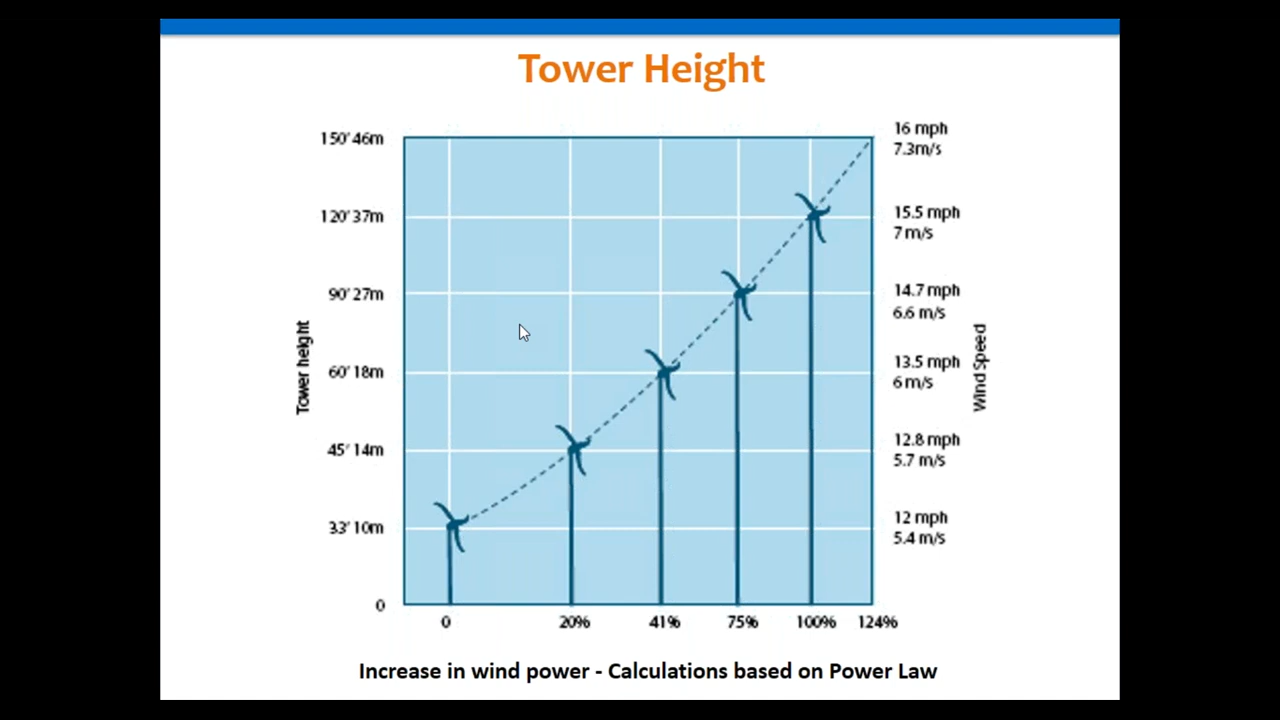 Tower Height
150' 46m
120' 37m
90' 27m
60' 18m
45' 14m
33' 10m
0
Tower height
16 mph
7.3m/s
15.5 mph
7 m/s
14.7 mph
6.6 m/s
13.5 mph
6 m/s
12.8 mph
5.7 m/s
12 mph
5.4 m/s
Wind Speed
0 20% 41% 75% 100% 124%
Increase in wind power - Calculations based on Power Law